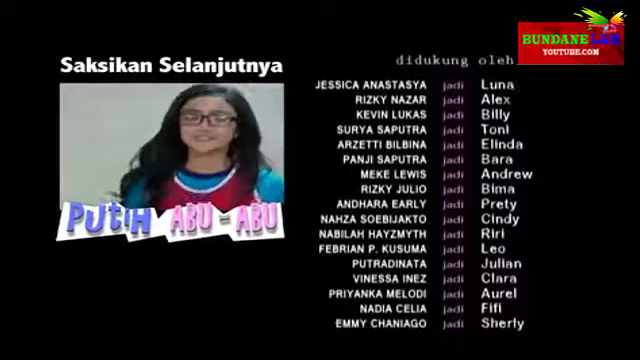 BUNDANE LAK
YOUTUBE.COM
Saksikan Selanjutnya
PUTIH ABU - ABU
didukung oleh
JESSICA ANASTASYA jadi Luna
RIZKY NAZAR jadi Alex
KEVIN LUKAS jadi Billy
SURYA SAPUTRA jadi Toni
ARZETTI BILBINA jadi Elinda
PANJI SAPUTRA jadi Bara
MEKE LEWIS jadi Andrew
RIZKY JULIO jadi Bima
ANDHARA EARLY jadi Prety
NAHZA SOEBIJAKTO jadi Cindy
NABILAH HAYZMYTH jadi Riri
FEBRIAN P. KUSUMA jadi Leo
PUTRADINATA jadi Julian
VINESSA INEZ jadi Clara
PRIYANKA MELODI jadi Aurel
NADIA CELIA jadi Fifi
EMMY CHANIAGO jadi Sherly